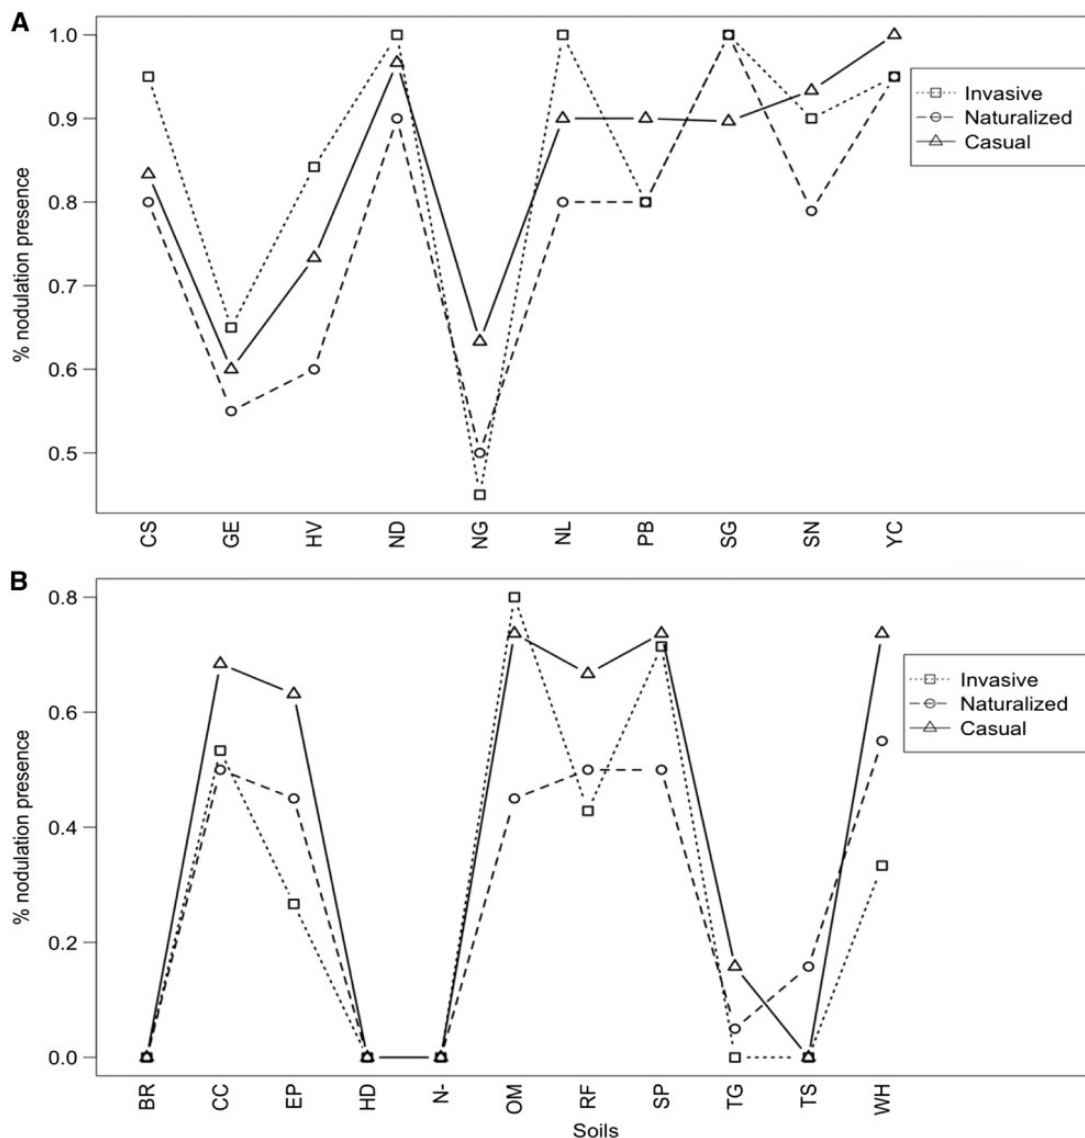 A
1.0
0.9
0.8
0.7
0.6
0.5
% nodulation presence
Invasive
Naturalized
Casual
CS GE HV ND NG NL PB SG SN YC
B
0.8
0.6
0.4
0.2
0.0
% nodulation presence
Invasive
Naturalized
Casual
BR CC EP HD N- OM RF SP TG TS WH
Soils